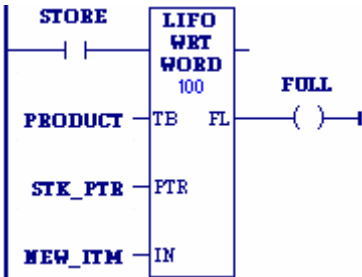 STORE
LIFO
WRT
WORD
100
FULL
PRODUCT
TB FL
STK_PTR
PTR
NEW_ITM
IN